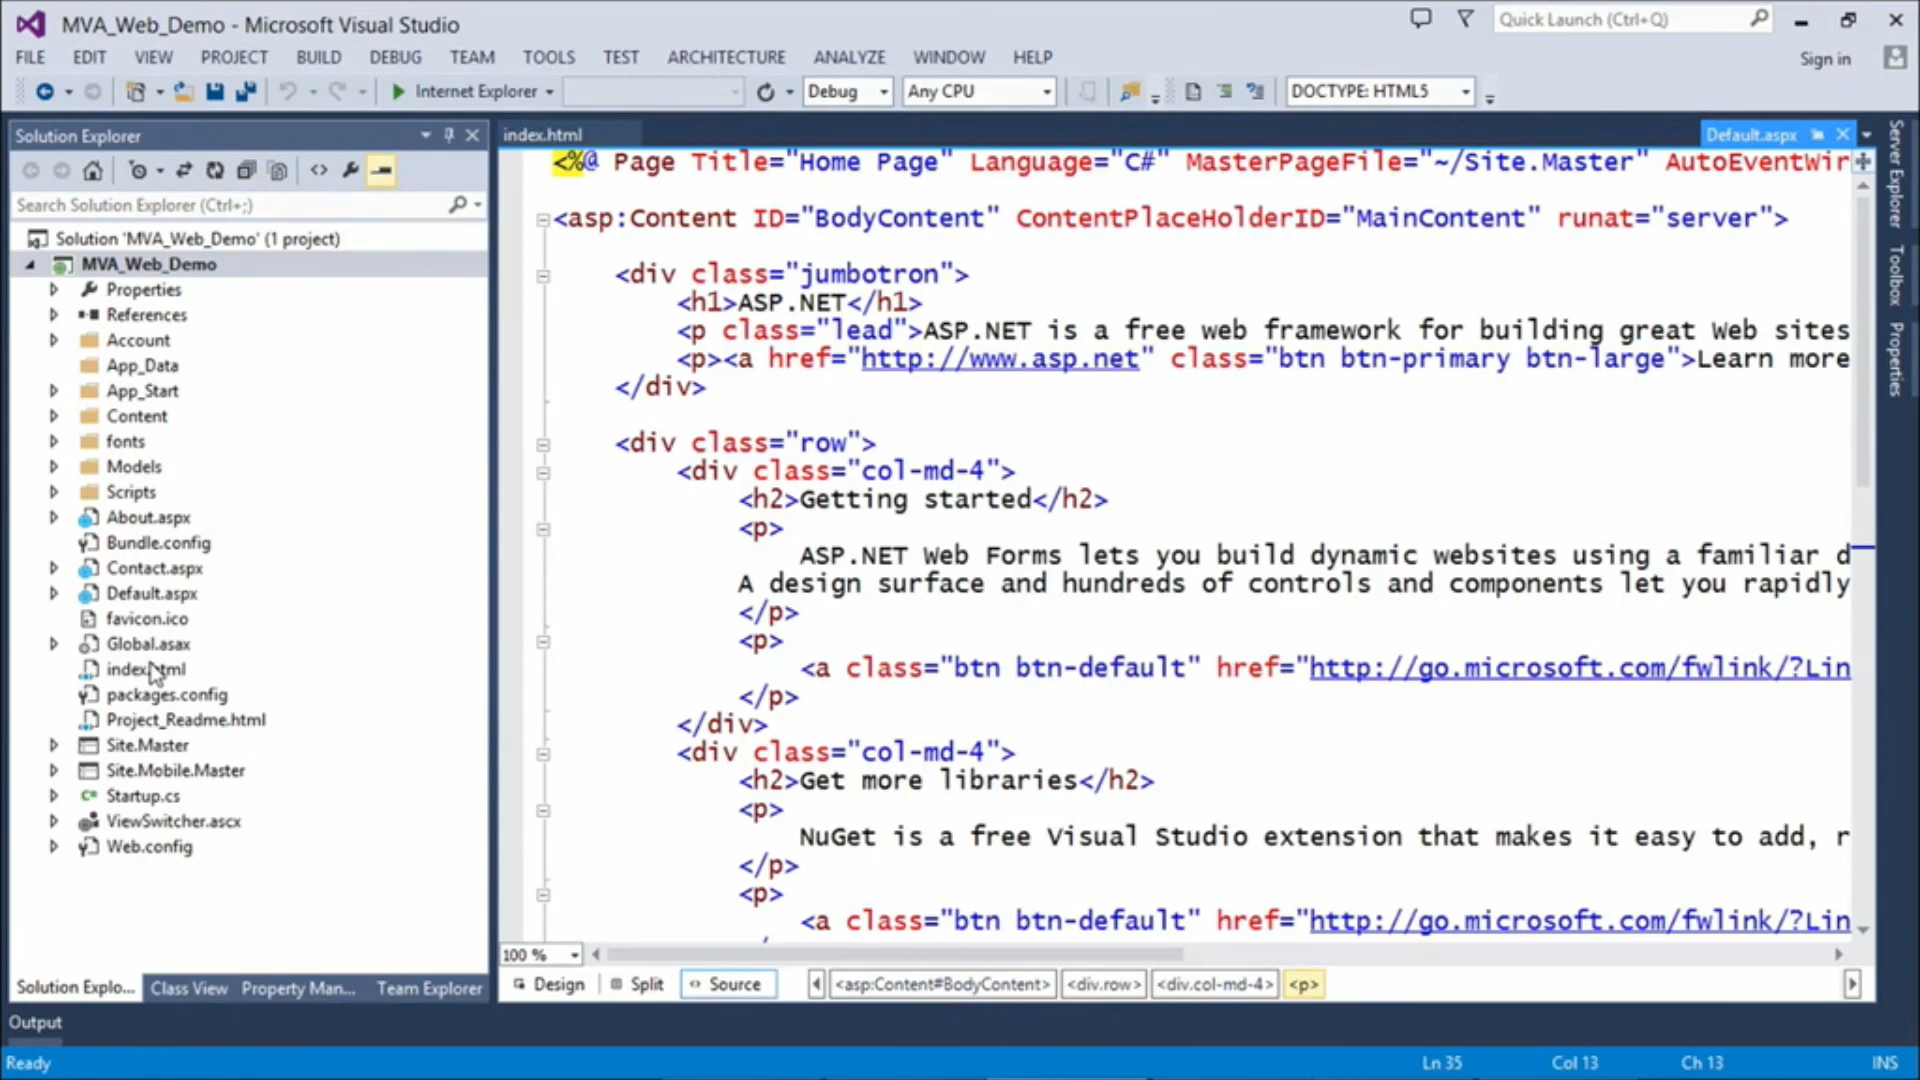 MVA_Web_Demo - Microsoft Visual Studio
Quick Launch (Ctrl+Q)
FILE EDIT VIEW PROJECT BUILD DEBUG TEAM TOOLS TEST ARCHITECTURE ANALYZE WINDOW HELP
Sign in
Internet Explorer Debug Any CPU DOCTYPE: HTML5
Solution Explorer
Search Solution Explorer (Ctrl+;)
Solution 'MVA_Web_Demo' (1 project)
MVA_Web_Demo
Properties
References
Account
App_Data
App_Start
Content
fonts
Models
Scripts
About.aspx
Bundle.config
Contact.aspx
Default.aspx
favicon.ico
Global.asax
index.html
packages.config
Project_Readme.html
Site.Master
Site.Mobile.Master
Startup.cs
ViewSwitcher.ascx
Web.config
Solution Explo... Class View Property Man... Team Explorer
index.html
Default.aspx
<%@ Page Title="Home Page" Language="C#" MasterPageFile="~/Site.Master" AutoEventWir
<asp:Content ID="BodyContent" ContentPlaceHolderID="MainContent" runat="server">
<div class="jumbotron">
<h1>ASP.NET</h1>
<p class="lead">ASP.NET is a free web framework for building great Web sites
<p><a href="http://www.asp.net" class="btn btn-primary btn-large">Learn more
</div>
<div class="row">
<div class="col-md-4">
<h2>Getting started</h2>
<p>
ASP.NET Web Forms lets you build dynamic websites using a familiar d
A design surface and hundreds of controls and components let you rapidly
</p>
<p>
<a class="btn btn-default" href="http://go.microsoft.com/fwlink/?Lin
</p>
</div>
<div class="col-md-4">
<h2>Get more libraries</h2>
<p>
NuGet is a free Visual Studio extension that makes it easy to add, r
</p>
<p>
<a class="btn btn-default" href="http://go.microsoft.com/fwlink/?Lin
100 %
Design Split Source <asp:Content#BodyContent> <div.row> <div.col-md-4> <p>
Server Explorer
Toolbox
Properties
Output
Ready Ln 35 Col 13 Ch 13 INS